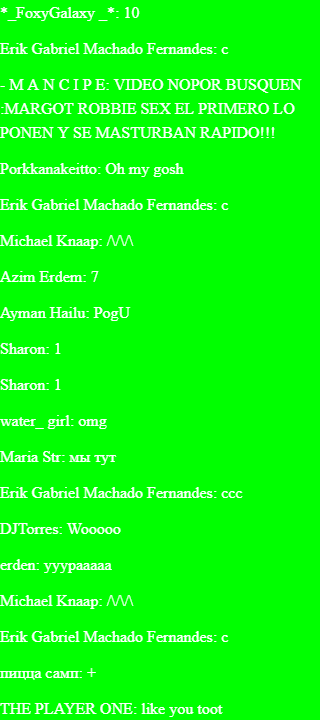 *_FoxyGalaxy _*: 10
Erik Gabriel Machado Fernandes: c
- M A N C I P E: VIDEO NOPOR BUSQUEN
:MARGOT ROBBIE SEX EL PRIMERO LO
PONEN Y SE MASTURBAN RAPIDO!!!
Porkkanakeitto: Oh my gosh
Erik Gabriel Machado Fernandes: c
Michael Knaap: /\/\/\
Azim Erdem: 7
Ayman Hailu: PogU
Sharon: 1
Sharon: 1
water_ girl: omg
Maria Str: мы тут
Erik Gabriel Machado Fernandes: ccc
DJTorres: Wooooo
erden: yyypaaaaa
Michael Knaap: /\/\/\
Erik Gabriel Machado Fernandes: c
пицца самп: +
THE PLAYER ONE: like you toot